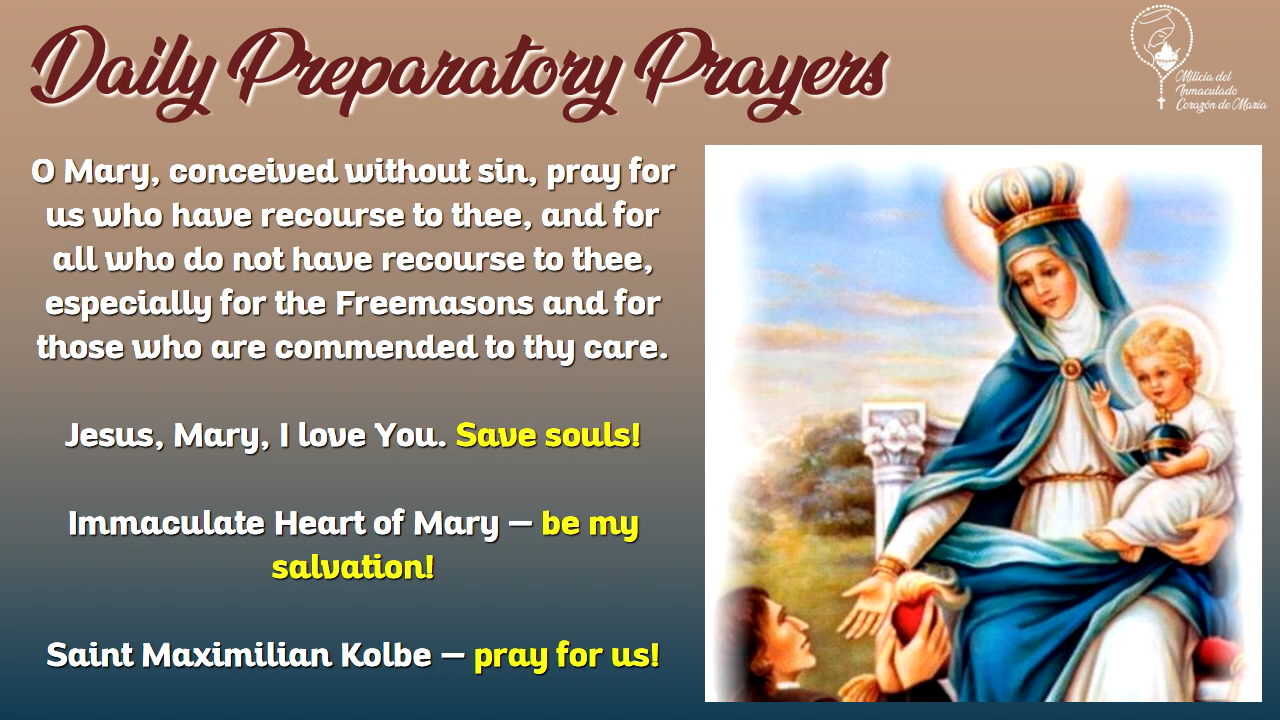 Daily Preparatory Prayers
Milicia del
Inmaculado
Corazón de María
O Mary, conceived without sin, pray for
us who have recourse to thee, and for
all who do not have recourse to thee,
especially for the Freemasons and for
those who are commended to thy care.
Jesus, Mary, I love You. Save souls!
Immaculate Heart of Mary – be my
salvation!
Saint Maximilian Kolbe – pray for us!